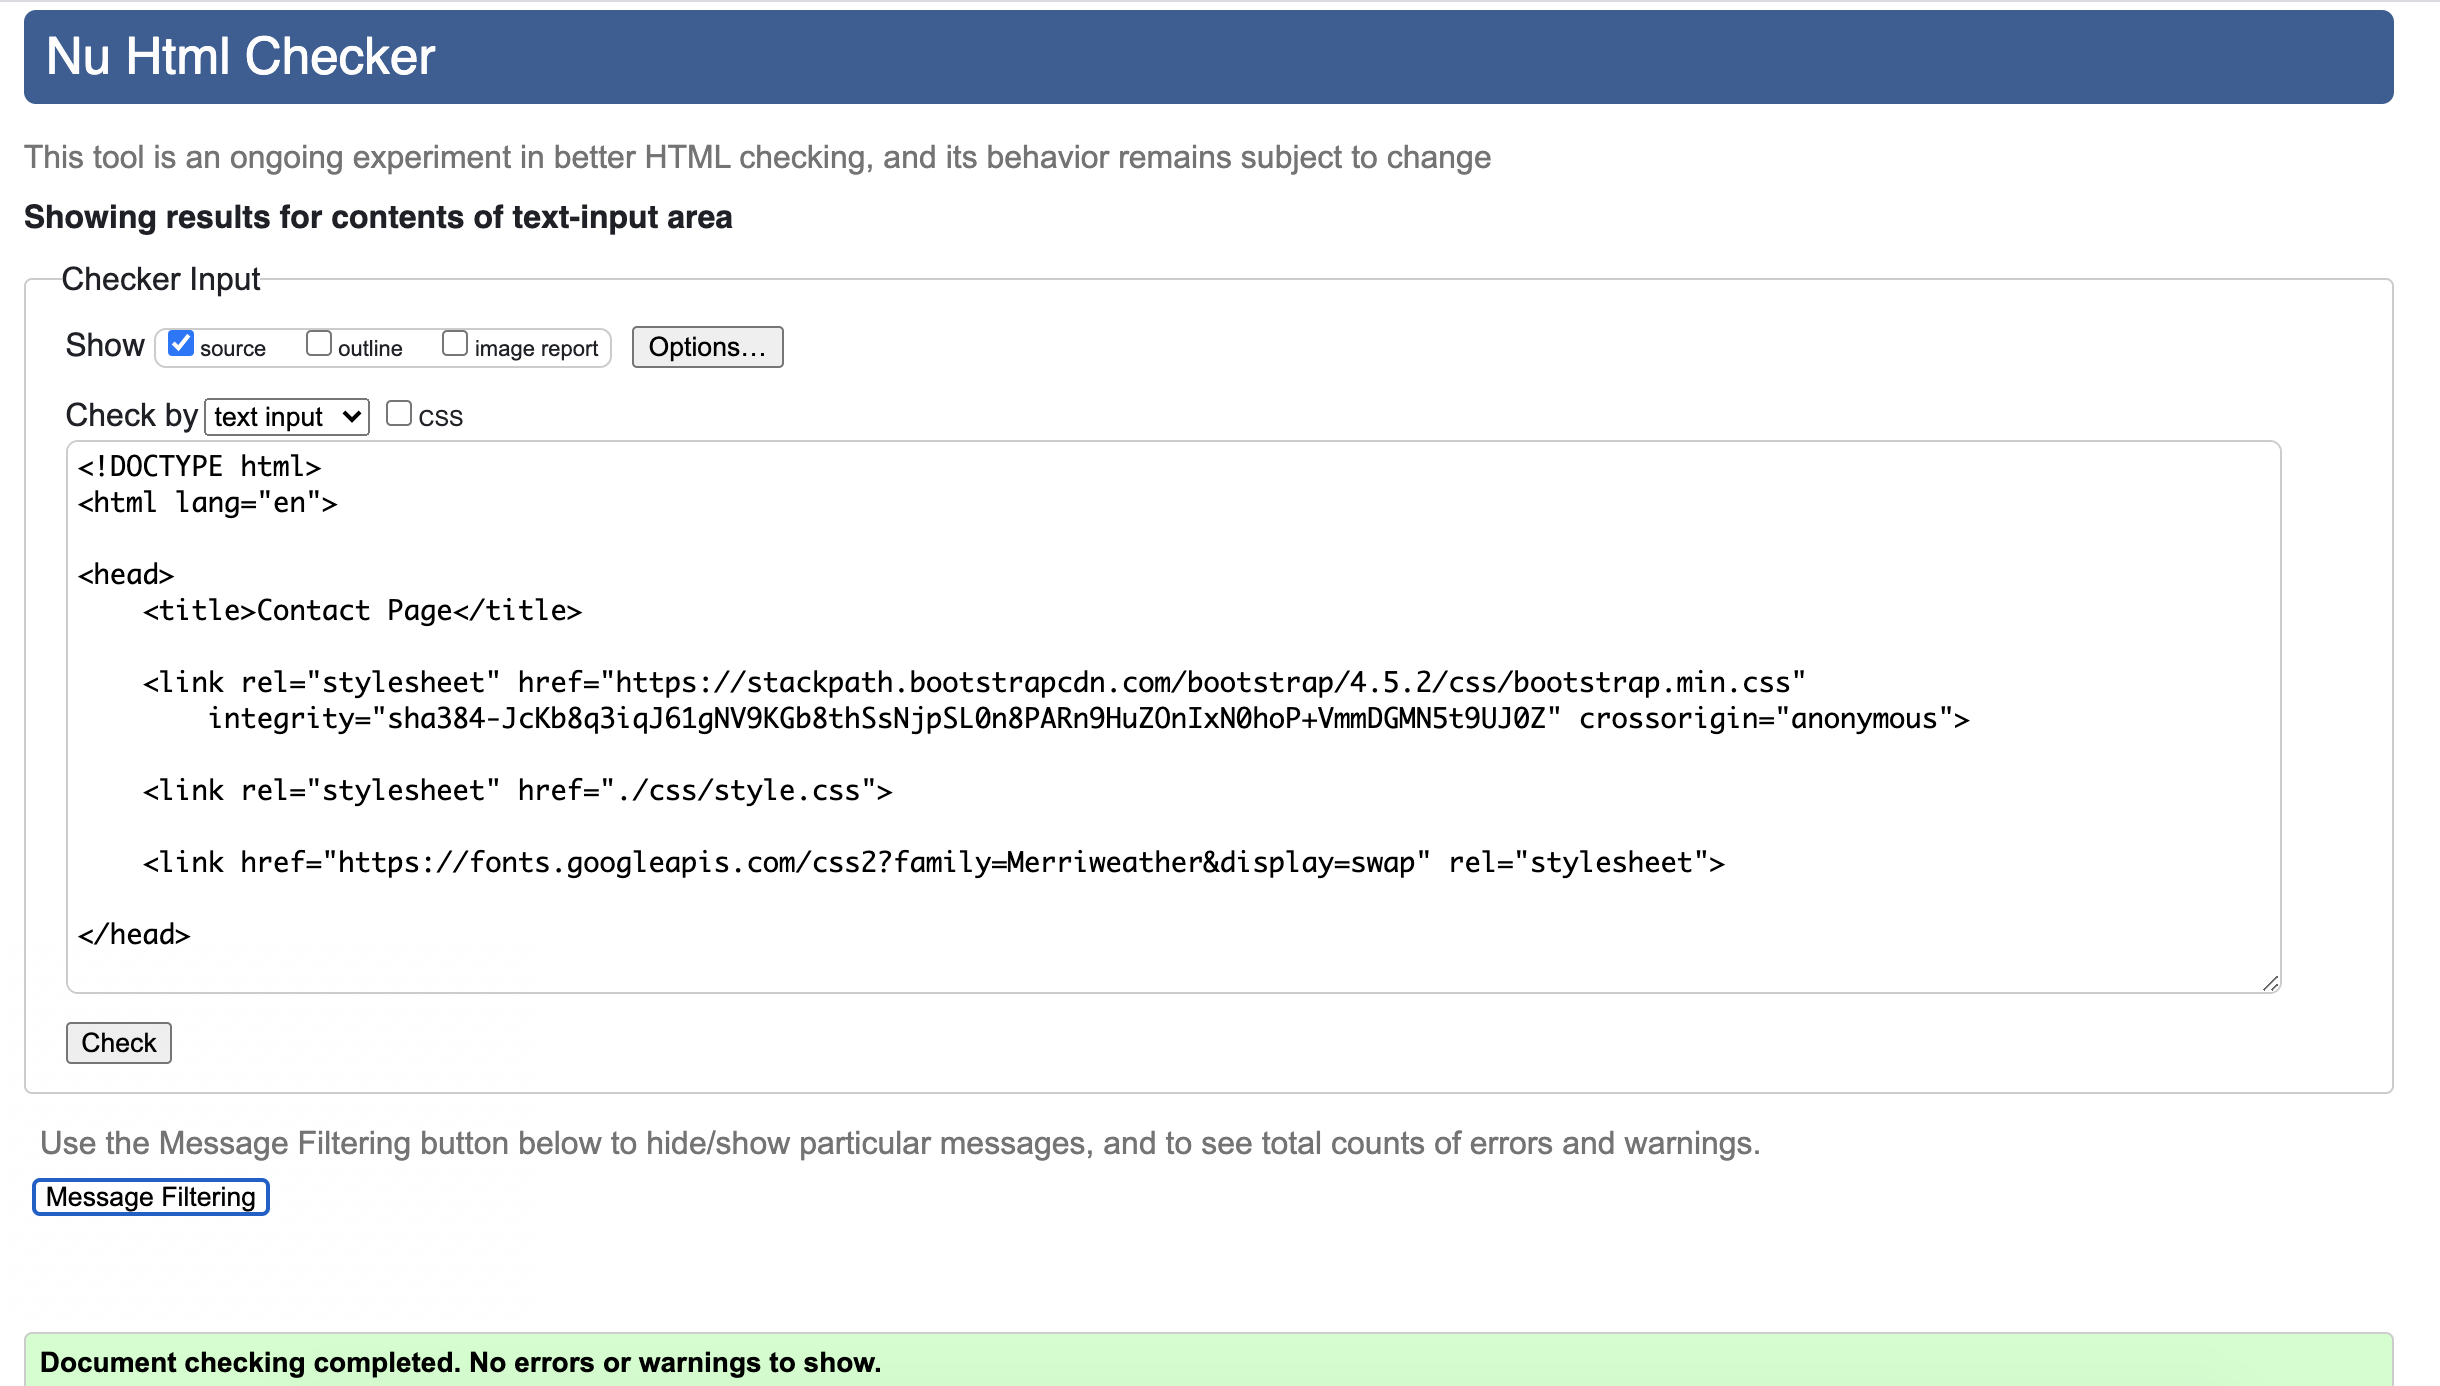 Nu Html Checker
This tool is an ongoing experiment in better HTML checking, and its behavior remains subject to change
Showing results for contents of text-input area
Checker Input
Show source outline image report Options...
Check by text input css
<!DOCTYPE html>
<html lang="en">
<head>
<title>Contact Page</title>
<link rel="stylesheet" href="https://stackpath.bootstrapcdn.com/bootstrap/4.5.2/css/bootstrap.min.css"
integrity="sha384-JcKb8q3iqJ61gNV9KGb8thSsNjpSL0n8PARn9HuZOnIxN0hoP+VmmDGMN5t9UJ0Z" crossorigin="anonymous">
<link rel="stylesheet" href="./css/style.css">
<link href="https://fonts.googleapis.com/css2?family=Merriweather&display=swap" rel="stylesheet">
</head>
Check
Use the Message Filtering button below to hide/show particular messages, and to see total counts of errors and warnings.
Message Filtering
Document checking completed. No errors or warnings to show.